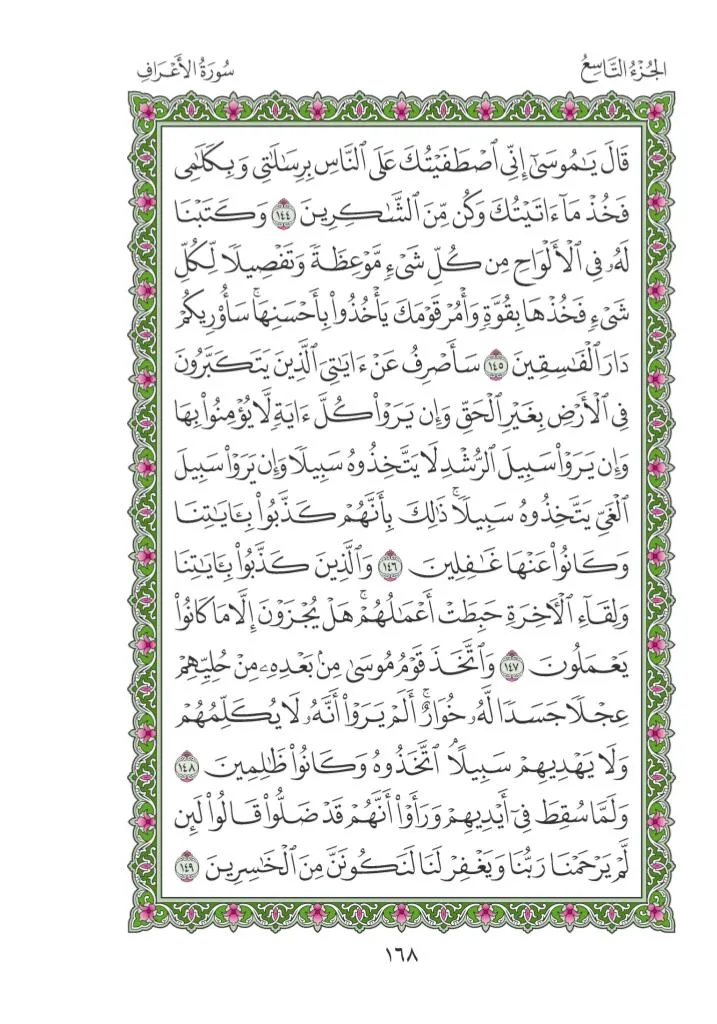 الجُزْءُ التَّاسِعُ
سُورَةُ الأَعْرَافِ
قَالَ يَٰمُوسَىٰٓ إِنِّي ٱصْطَفَيْتُكَ عَلَى ٱلنَّاسِ بِرِسَٰلَٰتِي وَبِكَلَٰمِي
فَخُذْ مَآ ءَاتَيْتُكَ وَكُن مِّنَ ٱلشَّٰكِرِينَ ١٤٤ وَكَتَبْنَا
لَهُۥ فِي ٱلْأَلْوَاحِ مِن كُلِّ شَيْءٍ مَّوْعِظَةً وَتَفْصِيلًا لِّكُلِّ
شَيْءٍ فَخُذْهَا بِقُوَّةٍ وَأْمُرْ قَوْمَكَ يَأْخُذُوا۟ بِأَحْسَنِهَا ۚ سَأُو۟رِيكُمْ
دَارَ ٱلْفَٰسِقِينَ ١٤٥ سَأَصْرِفُ عَنْ ءَايَٰتِيَ ٱلَّذِينَ يَتَكَبَّرُونَ
فِي ٱلْأَرْضِ بِغَيْرِ ٱلْحَقِّ وَإِن يَرَوْا۟ كُلَّ ءَايَةٍ لَّا يُؤْمِنُوا۟ بِهَا
وَإِن يَرَوْا۟ سَبِيلَ ٱلرُّشْدِ لَا يَتَّخِذُوهُ سَبِيلًا وَإِن يَرَوْا۟ سَبِيلَ
ٱلْغَيِّ يَتَّخِذُوهُ سَبِيلًا ۚ ذَٰلِكَ بِأَنَّهُمْ كَذَّبُوا۟ بِـَٔايَٰتِنَا
وَكَانُوا۟ عَنْهَا غَٰفِلِينَ ١٤٦ وَٱلَّذِينَ كَذَّبُوا۟ بِـَٔايَٰتِنَا
وَلِقَآءِ ٱلْءَاخِرَةِ حَبِطَتْ أَعْمَٰلُهُمْ ۚ هَلْ يُجْزَوْنَ إِلَّا مَا كَانُوا۟
يَعْمَلُونَ ١٤٧ وَٱتَّخَذَ قَوْمُ مُوسَىٰ مِنۢ بَعْدِهِۦ مِنْ حُلِيِّهِمْ
عِجْلًا جَسَدًا لَّهُۥ خُوَارٌ ۚ أَلَمْ يَرَوْا۟ أَنَّهُۥ لَا يُكَلِّمُهُمْ
وَلَا يَهْدِيهِمْ سَبِيلًا ۘ ٱتَّخَذُوهُ وَكَانُوا۟ ظَٰلِمِينَ ١٤٨
وَلَمَّا سُقِطَ فِيٓ أَيْدِيهِمْ وَرَأَوْا۟ أَنَّهُمْ قَدْ ضَلُّوا۟ قَالُوا۟ لَئِن
لَّمْ يَرْحَمْنَا رَبُّنَا وَيَغْفِرْ لَنَا لَنَكُونَنَّ مِنَ ٱلْخَٰسِرِينَ ١٤٩
١٦٨